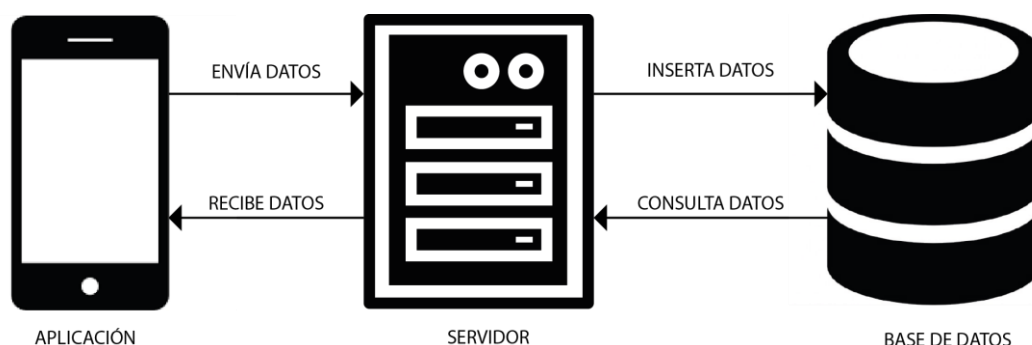 ENVÍA DATOS
INSERTA DATOS
RECIBE DATOS
CONSULTA DATOS
APLICACIÓN
SERVIDOR
BASE DE DATOS